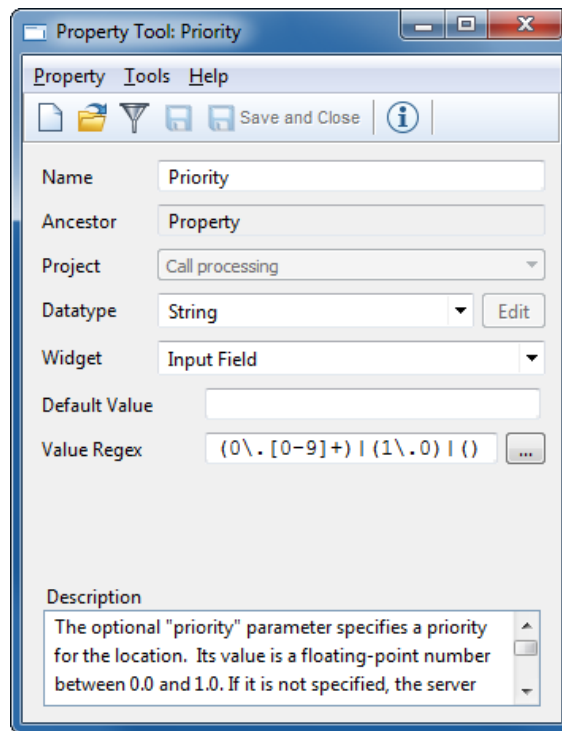 Property Tool: Priority
Property Tools Help
Save and Close
Name Priority
Ancestor Property
Project Call processing
Datatype String Edit
Widget Input Field
Default Value
Value Regex (0\.[0-9]+)|(1\.0)|() ...
Description
The optional "priority" parameter specifies a priority
for the location. Its value is a floating-point number
between 0.0 and 1.0. If it is not specified, the server